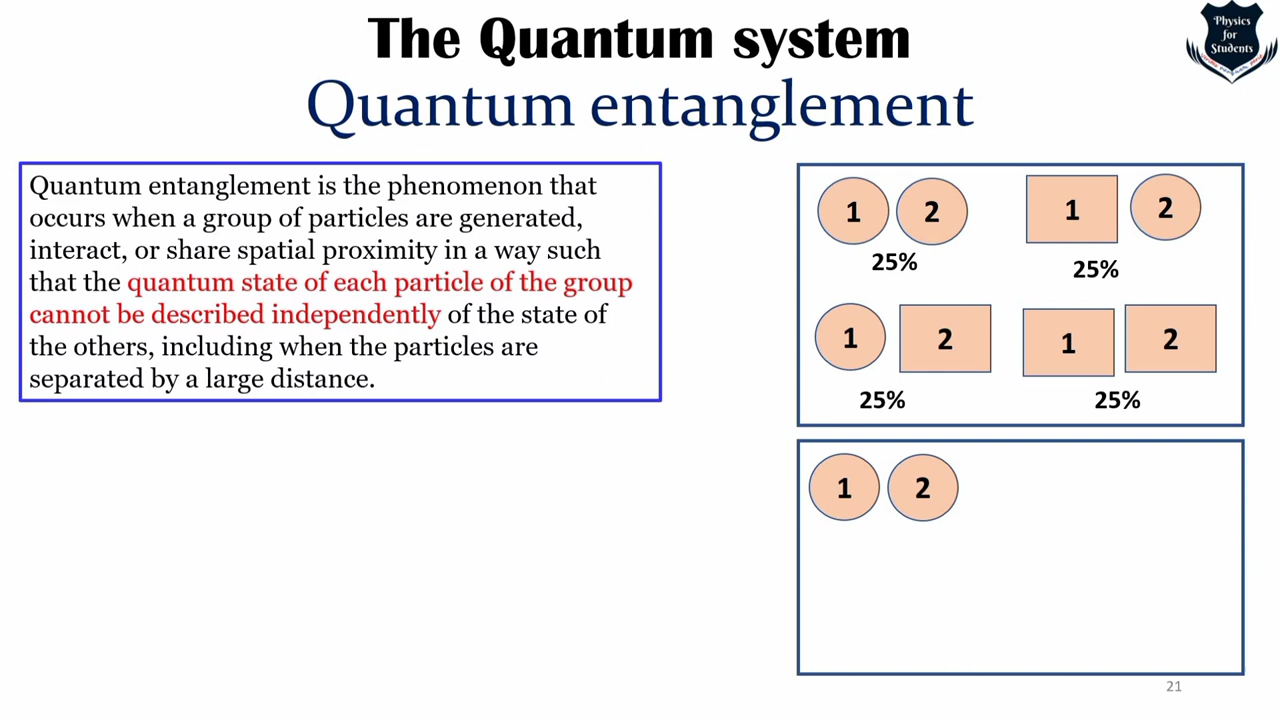 The Quantum system
Quantum entanglement
Physics
for
Students
Quantum entanglement is the phenomenon that
occurs when a group of particles are generated,
interact, or share spatial proximity in a way such
that the quantum state of each particle of the group
cannot be described independently of the state of
the others, including when the particles are
separated by a large distance.
1 2 1 2
25% 25%
1 2 1 2
25% 25%
1 2
21